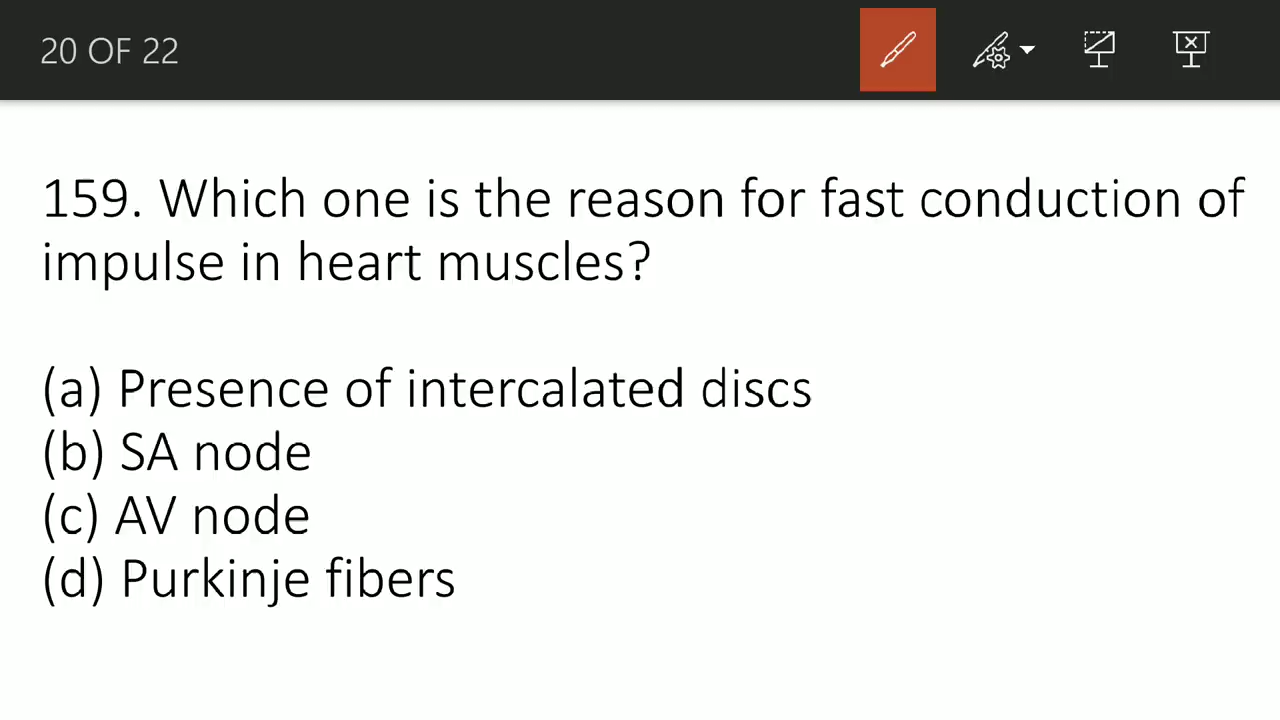 20 OF 22
159. Which one is the reason for fast conduction of
impulse in heart muscles?
(a) Presence of intercalated discs
(b) SA node
(c) AV node
(d) Purkinje fibers